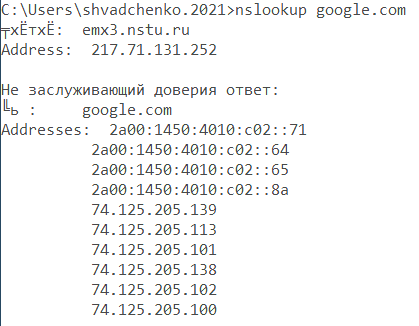 C:\Users\shvadchenko.2021>nslookup google.com
╤хЁтхЁ:  emx3.nstu.ru
Address:  217.71.131.252

Не заслуживающий доверия ответ:
╚ь :     google.com
Addresses:  2a00:1450:4010:c02::71
          2a00:1450:4010:c02::64
          2a00:1450:4010:c02::65
          2a00:1450:4010:c02::8a
          74.125.205.139
          74.125.205.113
          74.125.205.101
          74.125.205.138
          74.125.205.102
          74.125.205.100